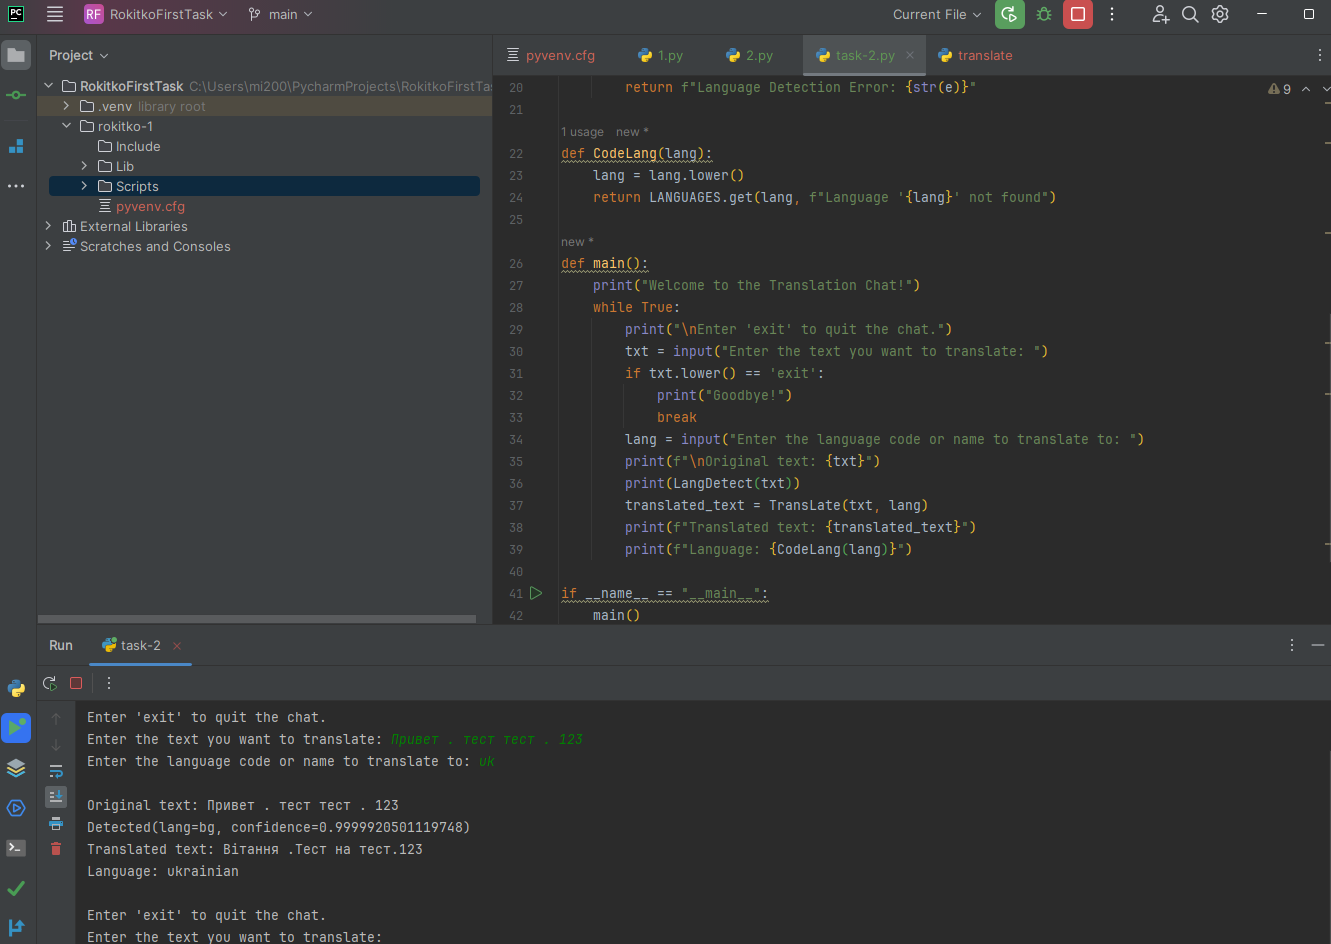 PC RF RokitkoFirstTask main Current File
Project
RokitkoFirstTask C:\Users\mi200\PycharmProjects\RokitkoFirstTa
.venv library root
rokitko-1
Include
Lib
Scripts
pyvenv.cfg
External Libraries
Scratches and Consoles
pyvenv.cfg 1.py 2.py task-2.py × translate
9
20 return f"Language Detection Error: {str(e)}"
21
1 usage new *
22 def CodeLang(lang):
23 lang = lang.lower()
24 return LANGUAGES.get(lang, f"Language '{lang}' not found")
25
new *
26 def main():
27 print("Welcome to the Translation Chat!")
28 while True:
29 print("\nEnter 'exit' to quit the chat.")
30 txt = input("Enter the text you want to translate: ")
31 if txt.lower() == 'exit':
32 print("Goodbye!")
33 break
34 lang = input("Enter the language code or name to translate to: ")
35 print(f"\nOriginal text: {txt}")
36 print(LangDetect(txt))
37 translated_text = TransLate(txt, lang)
38 print(f"Translated text: {translated_text}")
39 print(f"Language: {CodeLang(lang)}")
40
41 if __name__ == "__main__":
42 main()
Run task-2 ×
Enter 'exit' to quit the chat.
Enter the text you want to translate: Привет . тест тест . 123
Enter the language code or name to translate to: uk
Original text: Привет . тест тест . 123
Detected(lang=bg, confidence=0.9999920501119748)
Translated text: Вітання .Тест на тест.123
Language: ukrainian
Enter 'exit' to quit the chat.
Enter the text you want to translate: